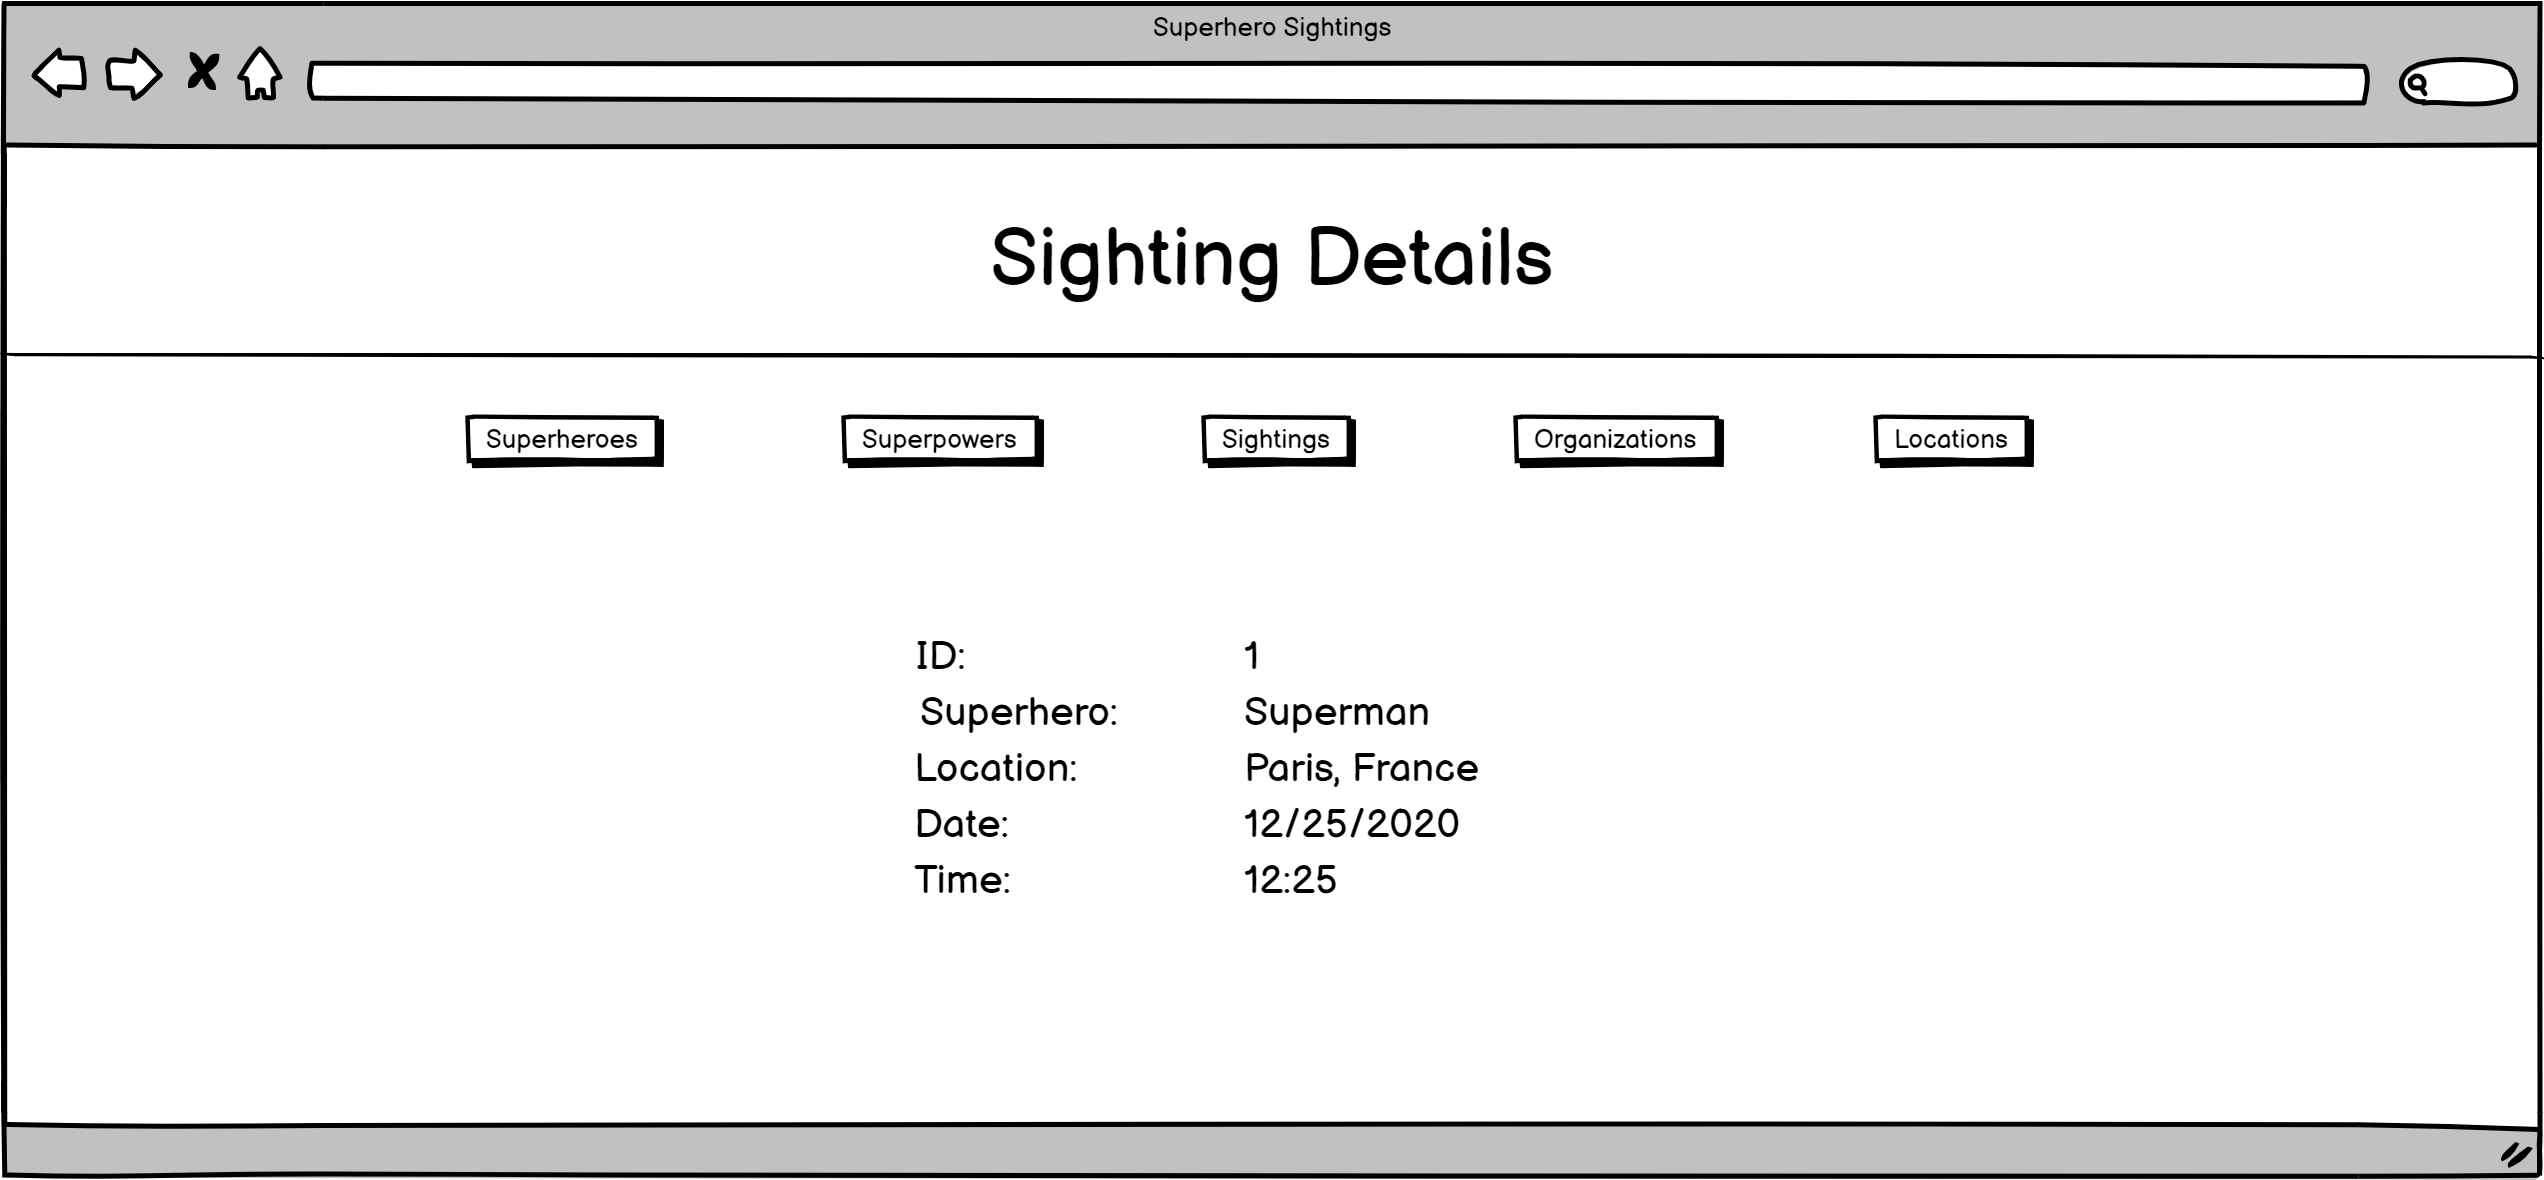 Superhero Sightings
Sighting Details
Superheroes Superpowers Sightings Organizations Locations
ID: 1
Superhero: Superman
Location: Paris, France
Date: 12/25/2020
Time: 12:25